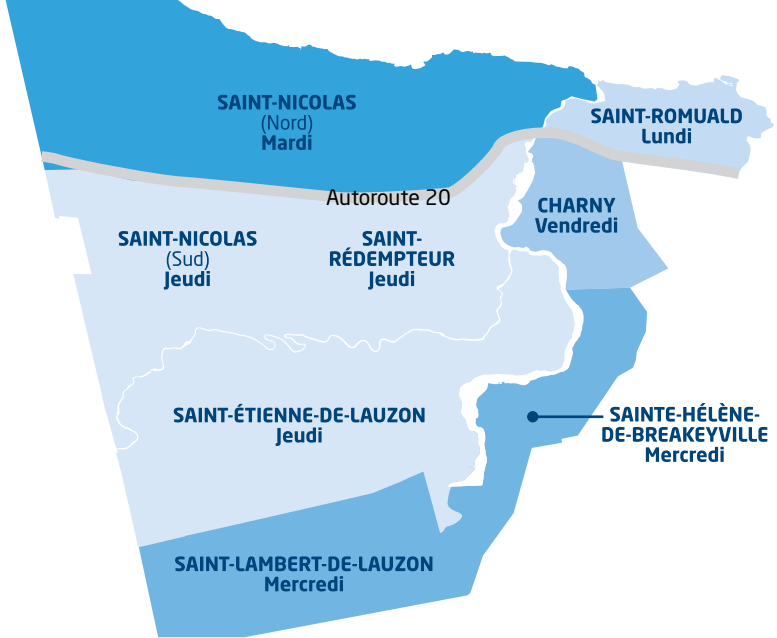 SAINT-NICOLAS
(Nord)
Mardi
SAINT-ROMUALD
Lundi
Autoroute 20
CHARNY
Vendredi
SAINT-NICOLAS
(Sud)
Jeudi
SAINT-
RÉDEMPTEUR
Jeudi
SAINT-ÉTIENNE-DE-LAUZON
Jeudi
SAINTE-HÉLÈNE-
DE-BREAKEYVILLE
Mercredi
SAINT-LAMBERT-DE-LAUZON
Mercredi